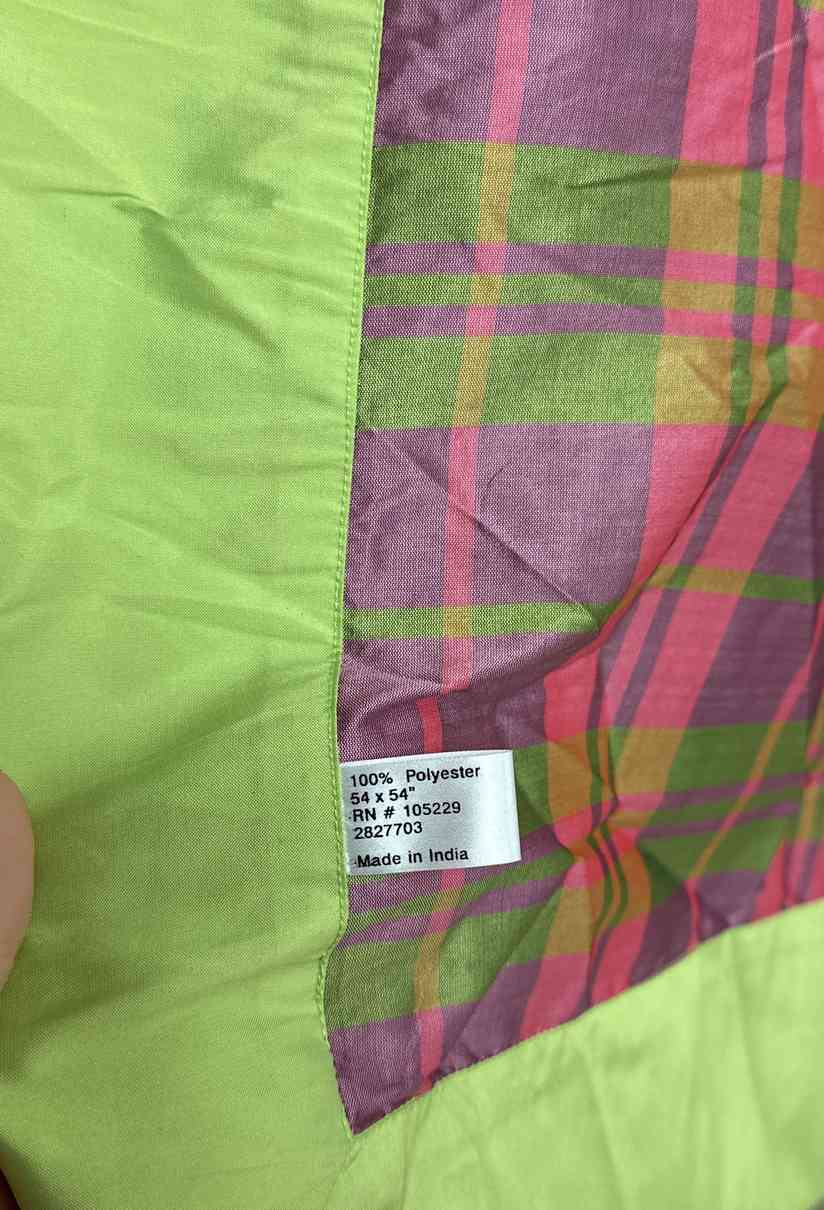 100% Polyester
54 x 54"
RN # 105229
2827703
Made in India